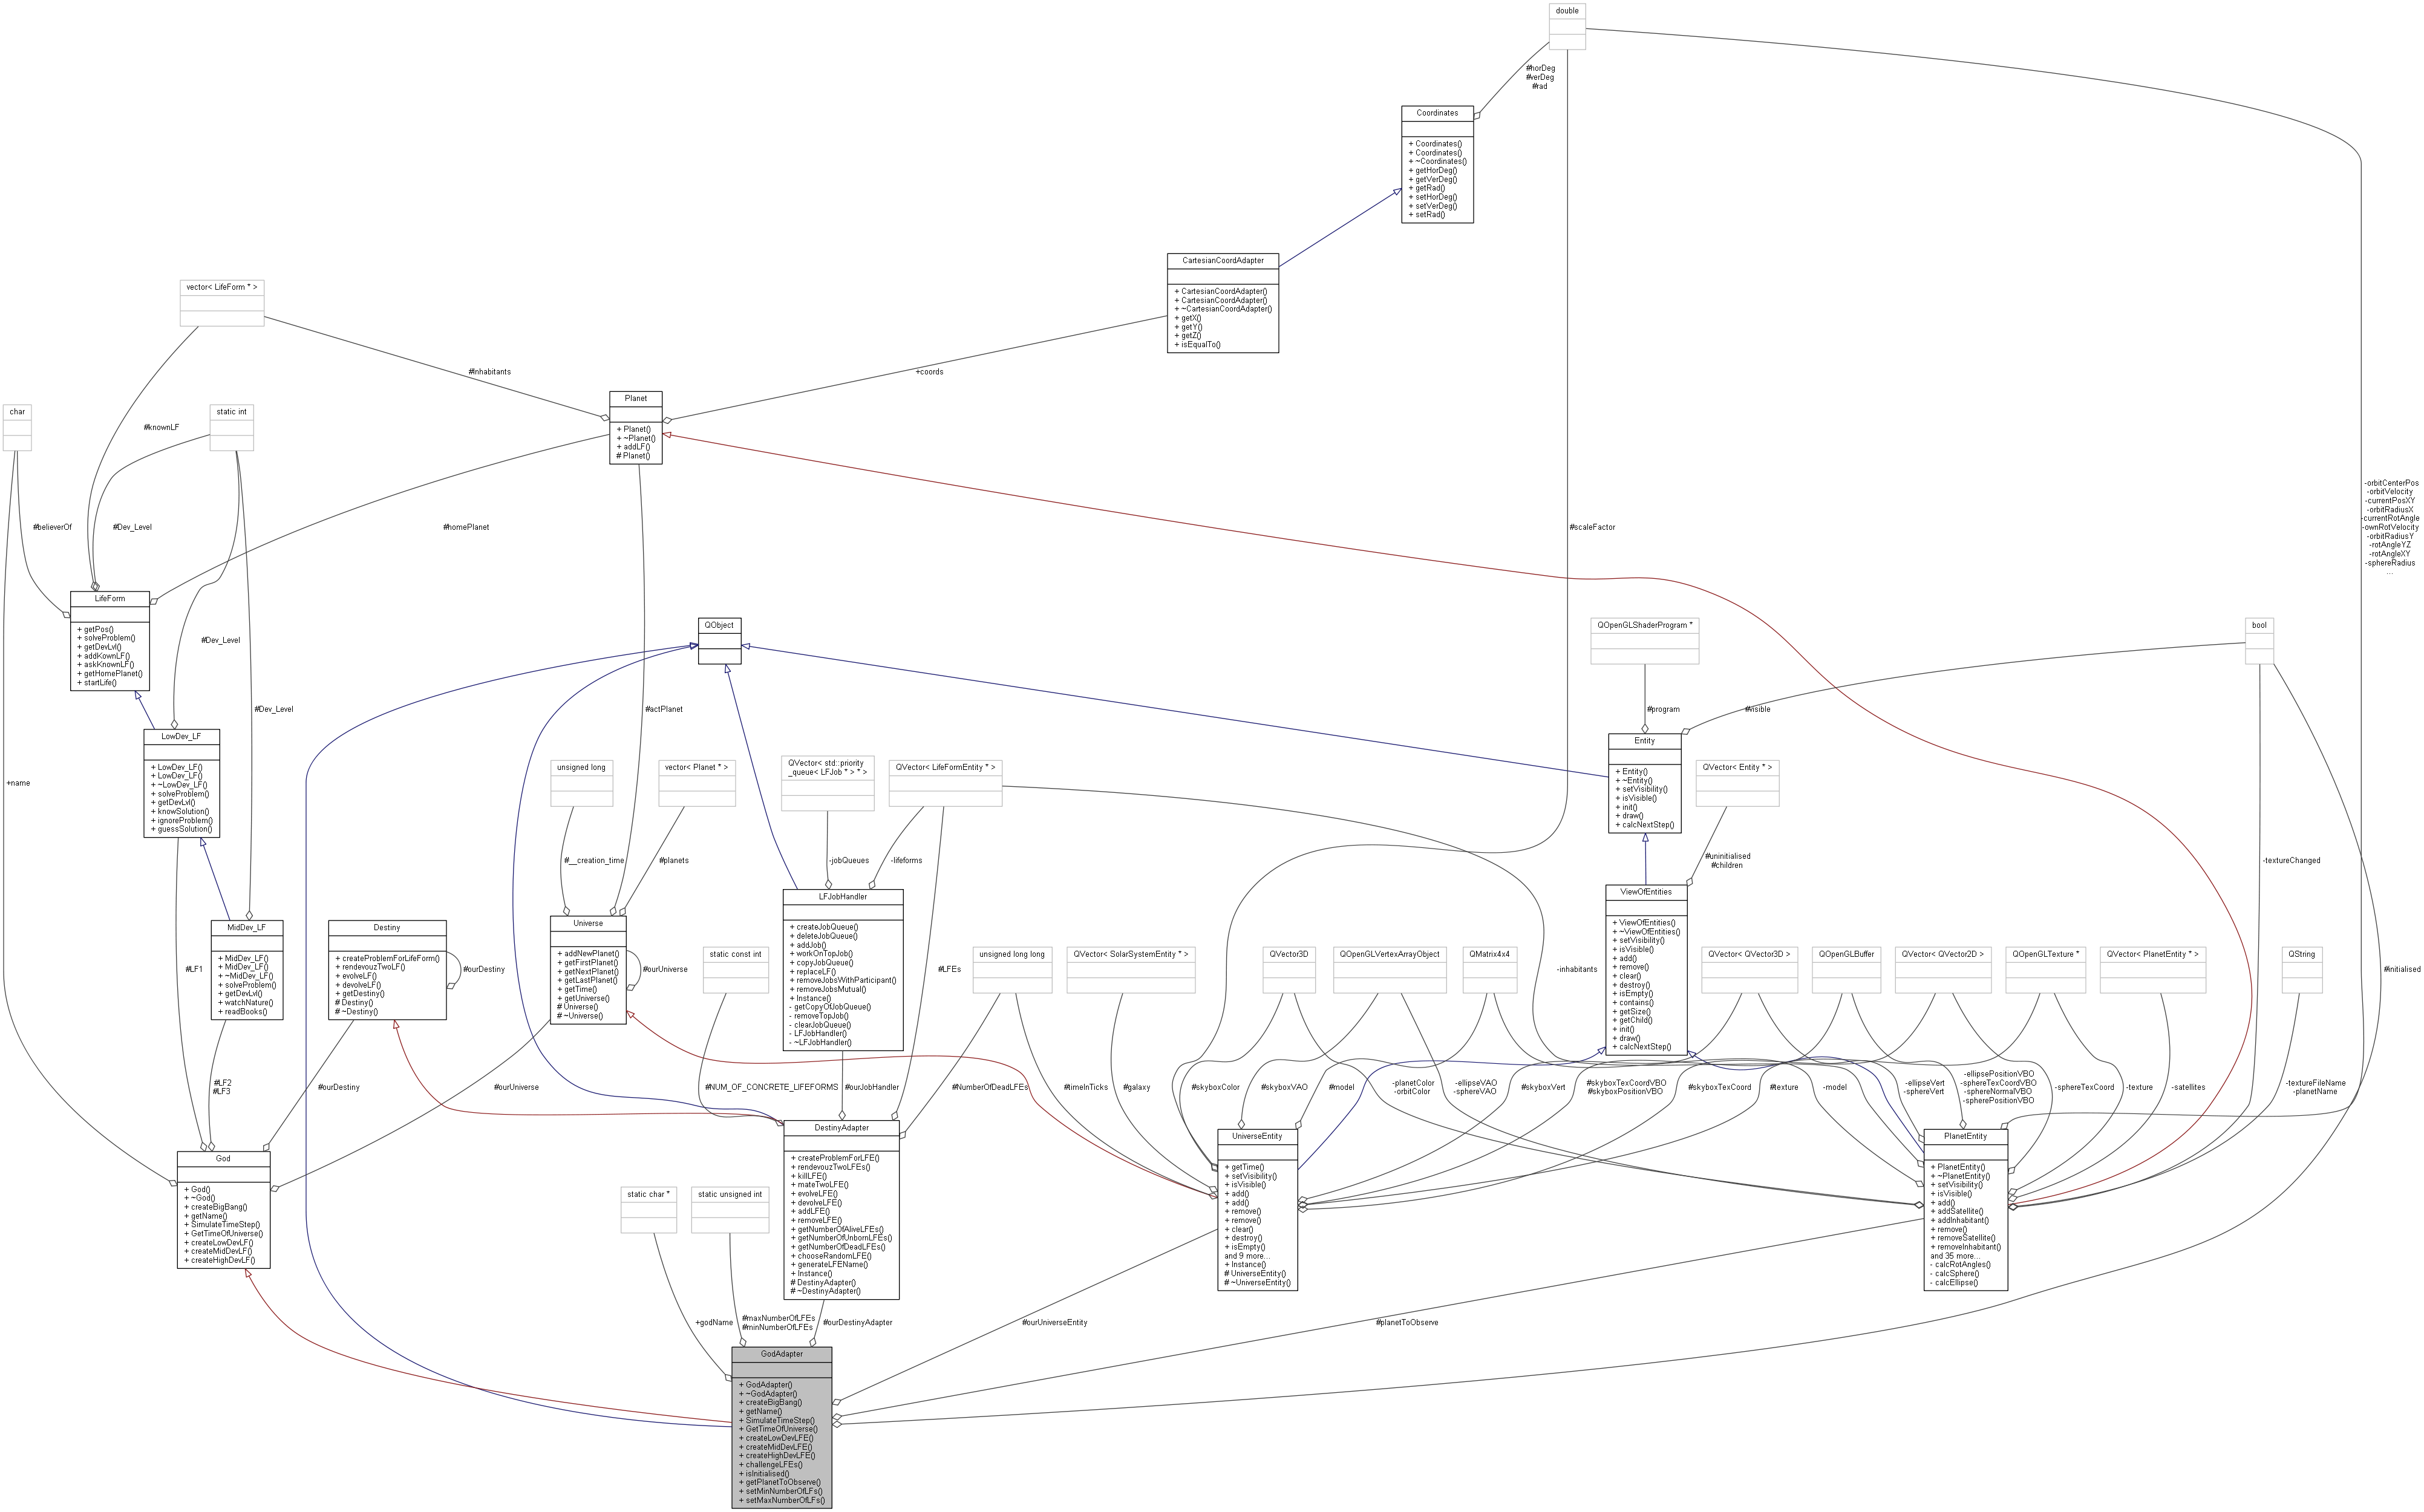 double
#horDeg
#verDeg
#rad
Coordinates
+ Coordinates()
+ Coordinates()
+ ~Coordinates()
+ getHorDeg()
+ getVerDeg()
+ getRad()
+ setHorDeg()
+ setVerDeg()
+ setRad()
CartesianCoordAdapter
+ CartesianCoordAdapter()
+ CartesianCoordAdapter()
+ ~CartesianCoordAdapter()
+ getX()
+ getY()
+ getZ()
+ isEqualTo()
vector< LifeForm * >
#Inhabitants
+coords
Planet
+ Planet()
+ ~Planet()
+ addLF()
# Planet()
char
static int
#knownLF
#believerOf
#Dev_Level
#homePlanet
#scaleFactor
-orbitCenterPos
-orbitVelocity
-currentPosXY
-orbitRadiusX
-currentRotAngle
-ownRotVelocity
-orbitRadiusY
-rotAngleYZ
-rotAngleXY
-sphereRadius
...
LifeForm
+ getPos()
+ solveProblem()
+ getDevLvl()
+ addKownLF()
+ askKnownLF()
+ getHomePlanet()
+ startLife()
#Dev_Level
QObject
QOpenGLShaderProgram *
bool
#Dev_Level
#actPlanet
#program
#visible
LowDev_LF
+ LowDev_LF()
+ LowDev_LF()
+ ~LowDev_LF()
+ solveProblem()
+ getDevLvl()
+ knowSolution()
+ ignoreProblem()
+ guessSolution()
+name
unsigned long
vector< Planet * >
QVector< std::priority
_queue< LFJob * > * >
QVector< LifeFormEntity * >
Entity
+ Entity()
+ ~Entity()
+ setVisibility()
+ isVisible()
+ init()
+ draw()
+ calcNextStep()
QVector< Entity * >
#__creation_time
#planets
-jobQueues
-lifeforms
#uninitialised
#children
-textureChanged
LFJobHandler
+ createJobQueue()
+ deleteJobQueue()
+ addJob()
+ workOnTopJob()
+ copyJobQueue()
+ replaceLF()
+ removeJobsWithParticipant()
+ removeJobsMutual()
+ Instance()
- getCopyOfJobQueue()
- removeTopJob()
- clearJobQueue()
- LFJobHandler()
- ~LFJobHandler()
ViewOfEntities
+ ViewOfEntities()
+ ~ViewOfEntities()
+ setVisibility()
+ isVisible()
+ add()
+ remove()
+ clear()
+ destroy()
+ isEmpty()
+ contains()
+ getSize()
+ getChild()
+ init()
+ draw()
+ calcNextStep()
MidDev_LF
+ MidDev_LF()
+ MidDev_LF()
+ ~MidDev_LF()
+ solveProblem()
+ getDevLvl()
+ watchNature()
+ readBooks()
Destiny
+ createProblemForLifeForm()
+ rendevouzTwoLF()
+ evolveLF()
+ devolveLF()
+ getDestiny()
# Destiny()
# ~Destiny()
#ourDestiny
Universe
+ addNewPlanet()
+ getFirstPlanet()
+ getNextPlanet()
+ getLastPlanet()
+ getTime()
+ getUniverse()
# Universe()
# ~Universe()
#ourUniverse
#LF1
static const int
#LFEs
unsigned long long
QVector< SolarSystemEntity * >
QVector3D
QOpenGLVertexArrayObject
QMatrix4x4
-inhabitants
QVector< QVector3D >
QOpenGLBuffer
QVector< QVector2D >
QOpenGLTexture *
QVector< PlanetEntity * >
QString
#initialised
#LF2
#LF3
#ourDestiny
#ourUniverse
#NUM_OF_CONCRETE_LIFEFORMS
#ourJobHandler
#NumberOfDeadLFEs
#timeInTicks
#galaxy
#skyboxColor
#skyboxVAO
#model
-planetColor
-orbitColor
-ellipseVAO
-sphereVAO
#skyboxVert
#skyboxTexCoordVBO
#skyboxPositionVBO
#skyboxTexCoord
#texture
-model
-ellipseVert
-sphereVert
-ellipsePositionVBO
-sphereTexCoordVBO
-sphereNormalVBO
-spherePositionVBO
-sphereTexCoord
-texture
-satellites
-textureFileName
-planetName
God
+ God()
+ ~God()
+ createBigBang()
+ getName()
+ SimulateTimeStep()
+ GetTimeOfUniverse()
+ createLowDevLF()
+ createMidDevLF()
+ createHighDevLF()
DestinyAdapter
+ createProblemForLFE()
+ rendevouzTwoLFEs()
+ killLFE()
+ mateTwoLFE()
+ evolveLFE()
+ devolveLFE()
+ addLFE()
+ removeLFE()
+ getNumberOfAliveLFEs()
+ getNumberOfUnbornLFEs()
+ getNumberOfDeadLFEs()
+ chooseRandomLFE()
+ generateLFEName()
+ Instance()
# DestinyAdapter()
# ~DestinyAdapter()
UniverseEntity
+ getTime()
+ setVisibility()
+ isVisible()
+ add()
+ add()
+ remove()
+ remove()
+ clear()
+ destroy()
+ isEmpty()
and 9 more...
+ Instance()
# UniverseEntity()
# ~UniverseEntity()
PlanetEntity
+ PlanetEntity()
+ ~PlanetEntity()
+ setVisibility()
+ isVisible()
+ add()
+ addSatellite()
+ addInhabitant()
+ remove()
+ removeSatellite()
+ removeInhabitant()
and 35 more...
- calcRotAngles()
- calcSphere()
- calcEllipse()
static char *
static unsigned int
+godName
#maxNumberOfLFEs
#minNumberOfLFEs
#ourDestinyAdapter
#ourUniverseEntity
#planetToObserve
GodAdapter
+ GodAdapter()
+ ~GodAdapter()
+ createBigBang()
+ getName()
+ SimulateTimeStep()
+ GetTimeOfUniverse()
+ createLowDevLFE()
+ createMidDevLFE()
+ createHighDevLFE()
+ challengeLFEs()
+ isInitialised()
+ getPlanetToObserve()
+ setMinNumberOfLFs()
+ setMaxNumberOfLFs()